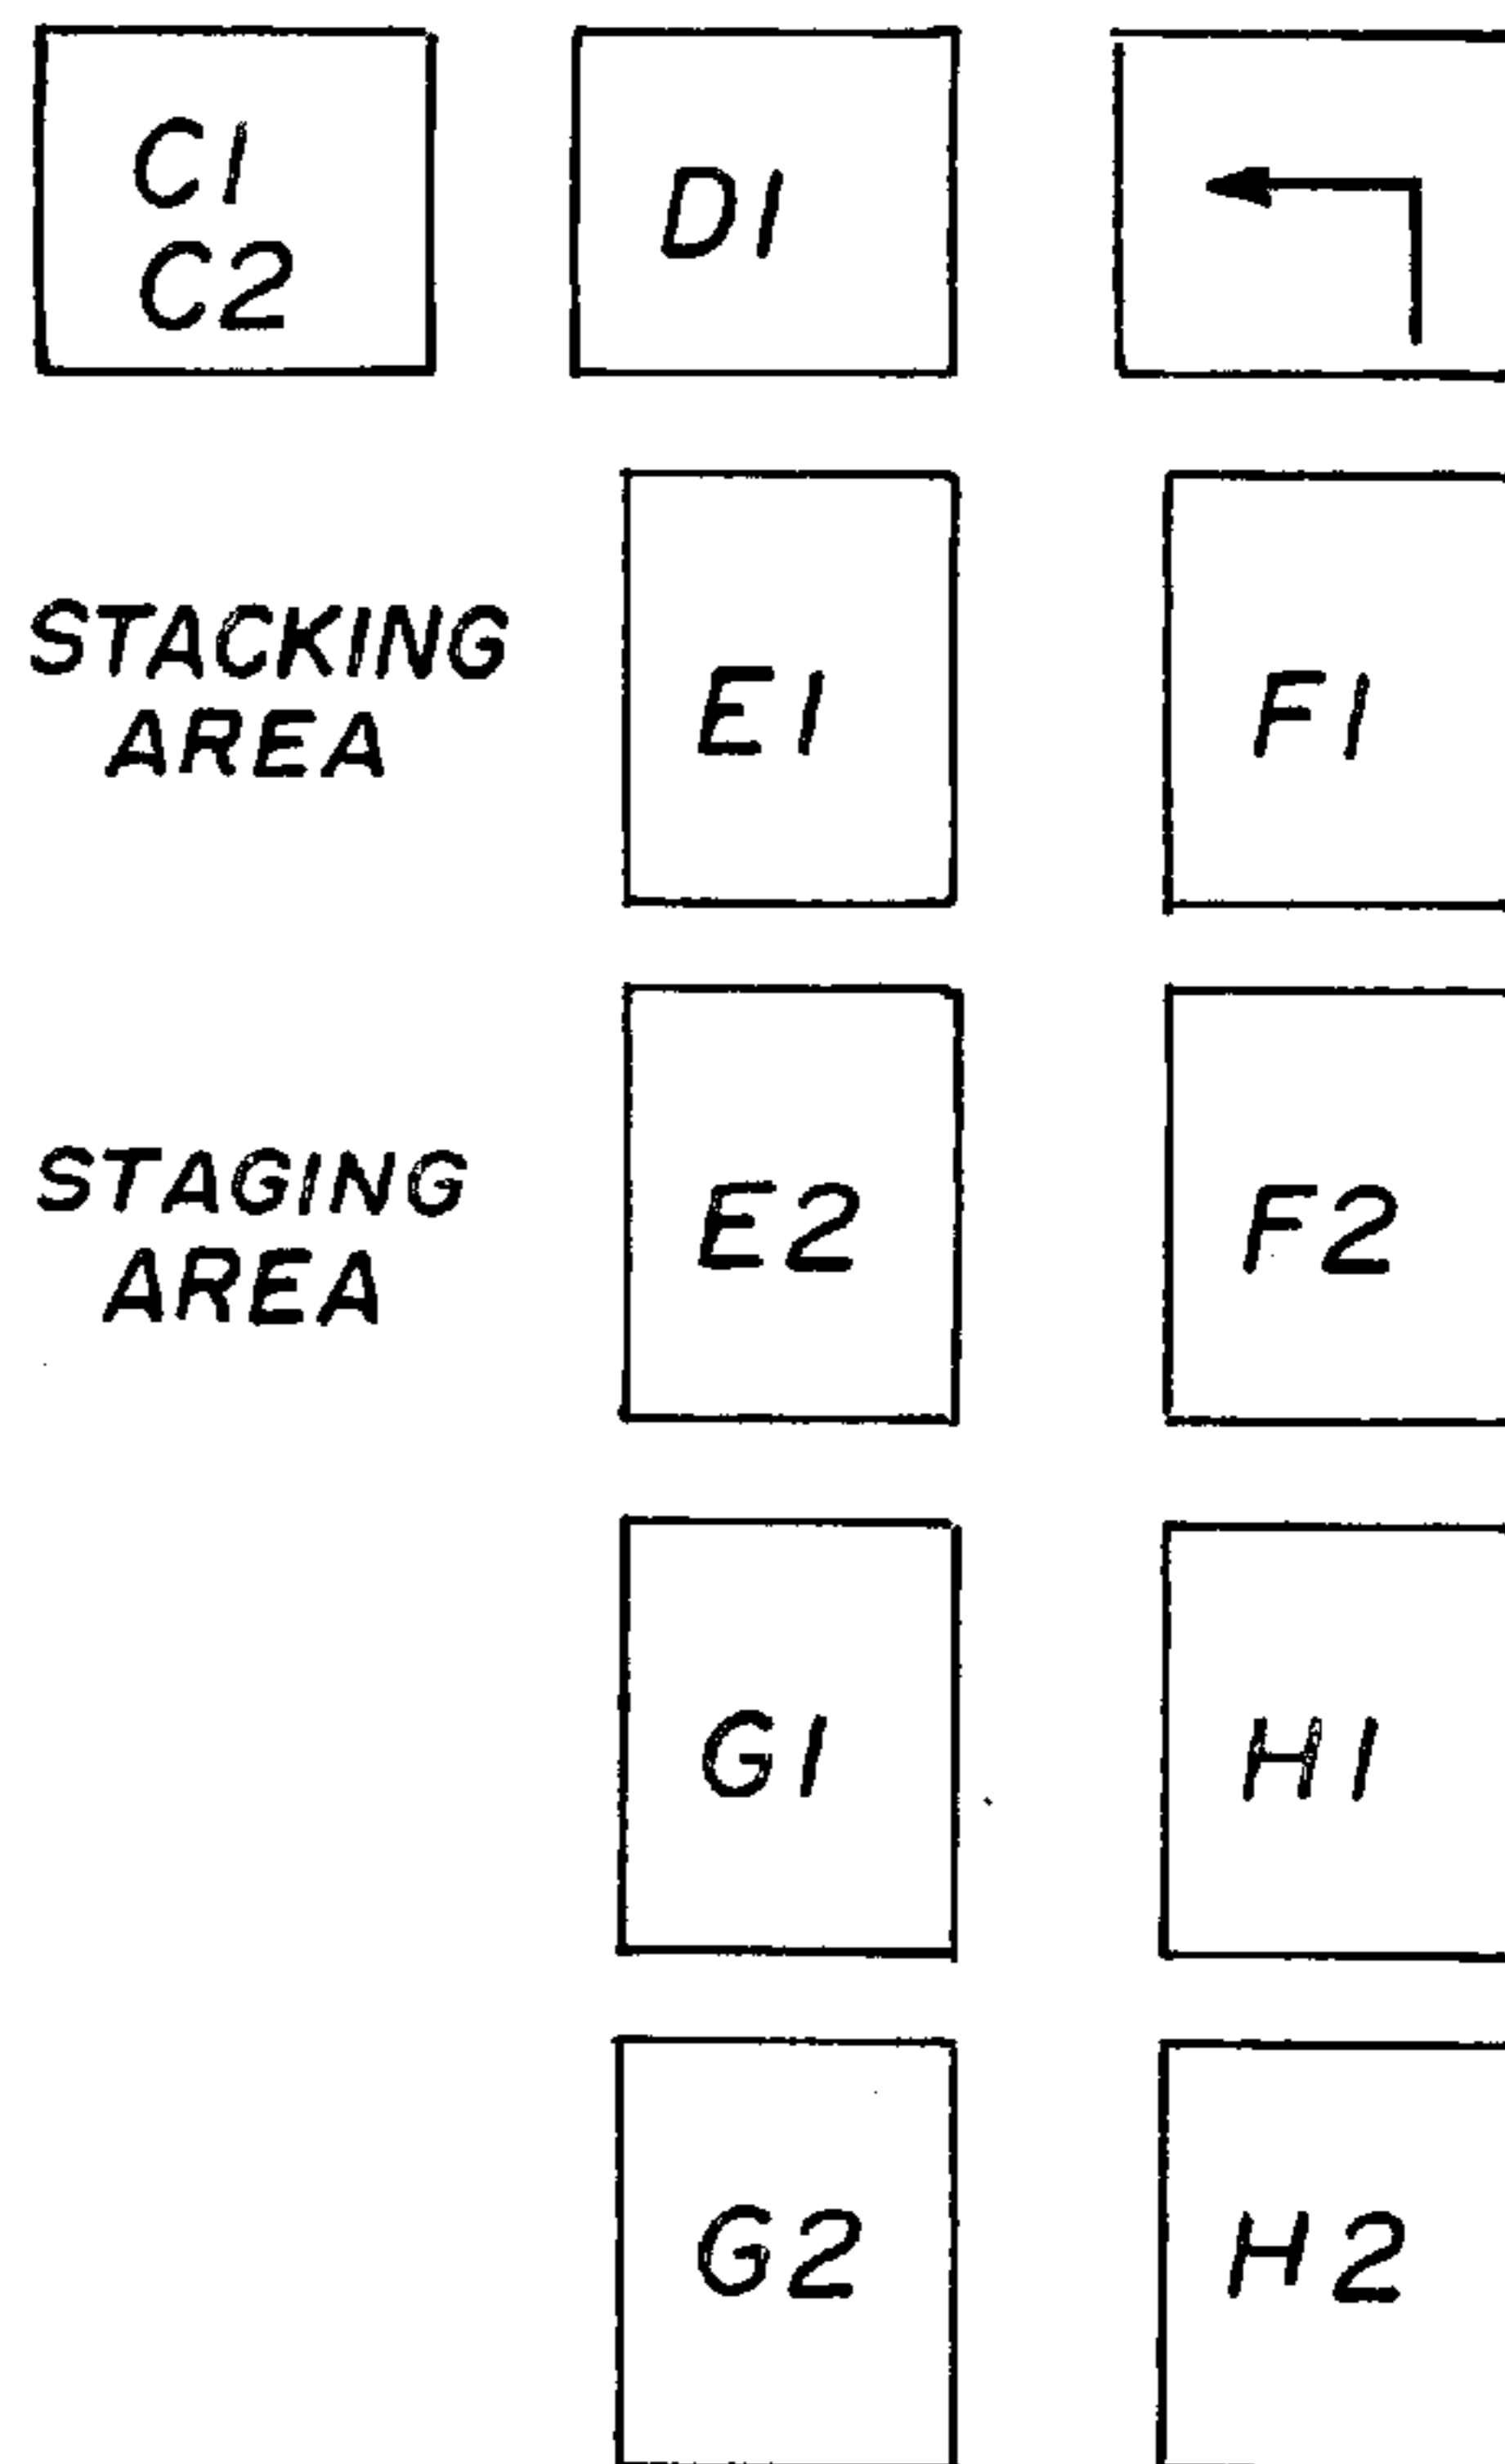 C1
C2
D1
STACKING
AREA
E1
F1
STAGING
AREA
E2
F2
G1
H1
G2
H2